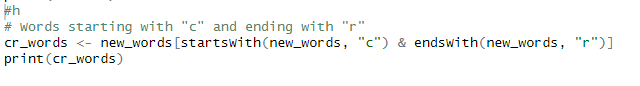 #h
# Words starting with "c" and ending with "r"
cr_words <- new_words[startsWith(new_words, "c") & endsWith(new_words, "r")]
print(cr_words)